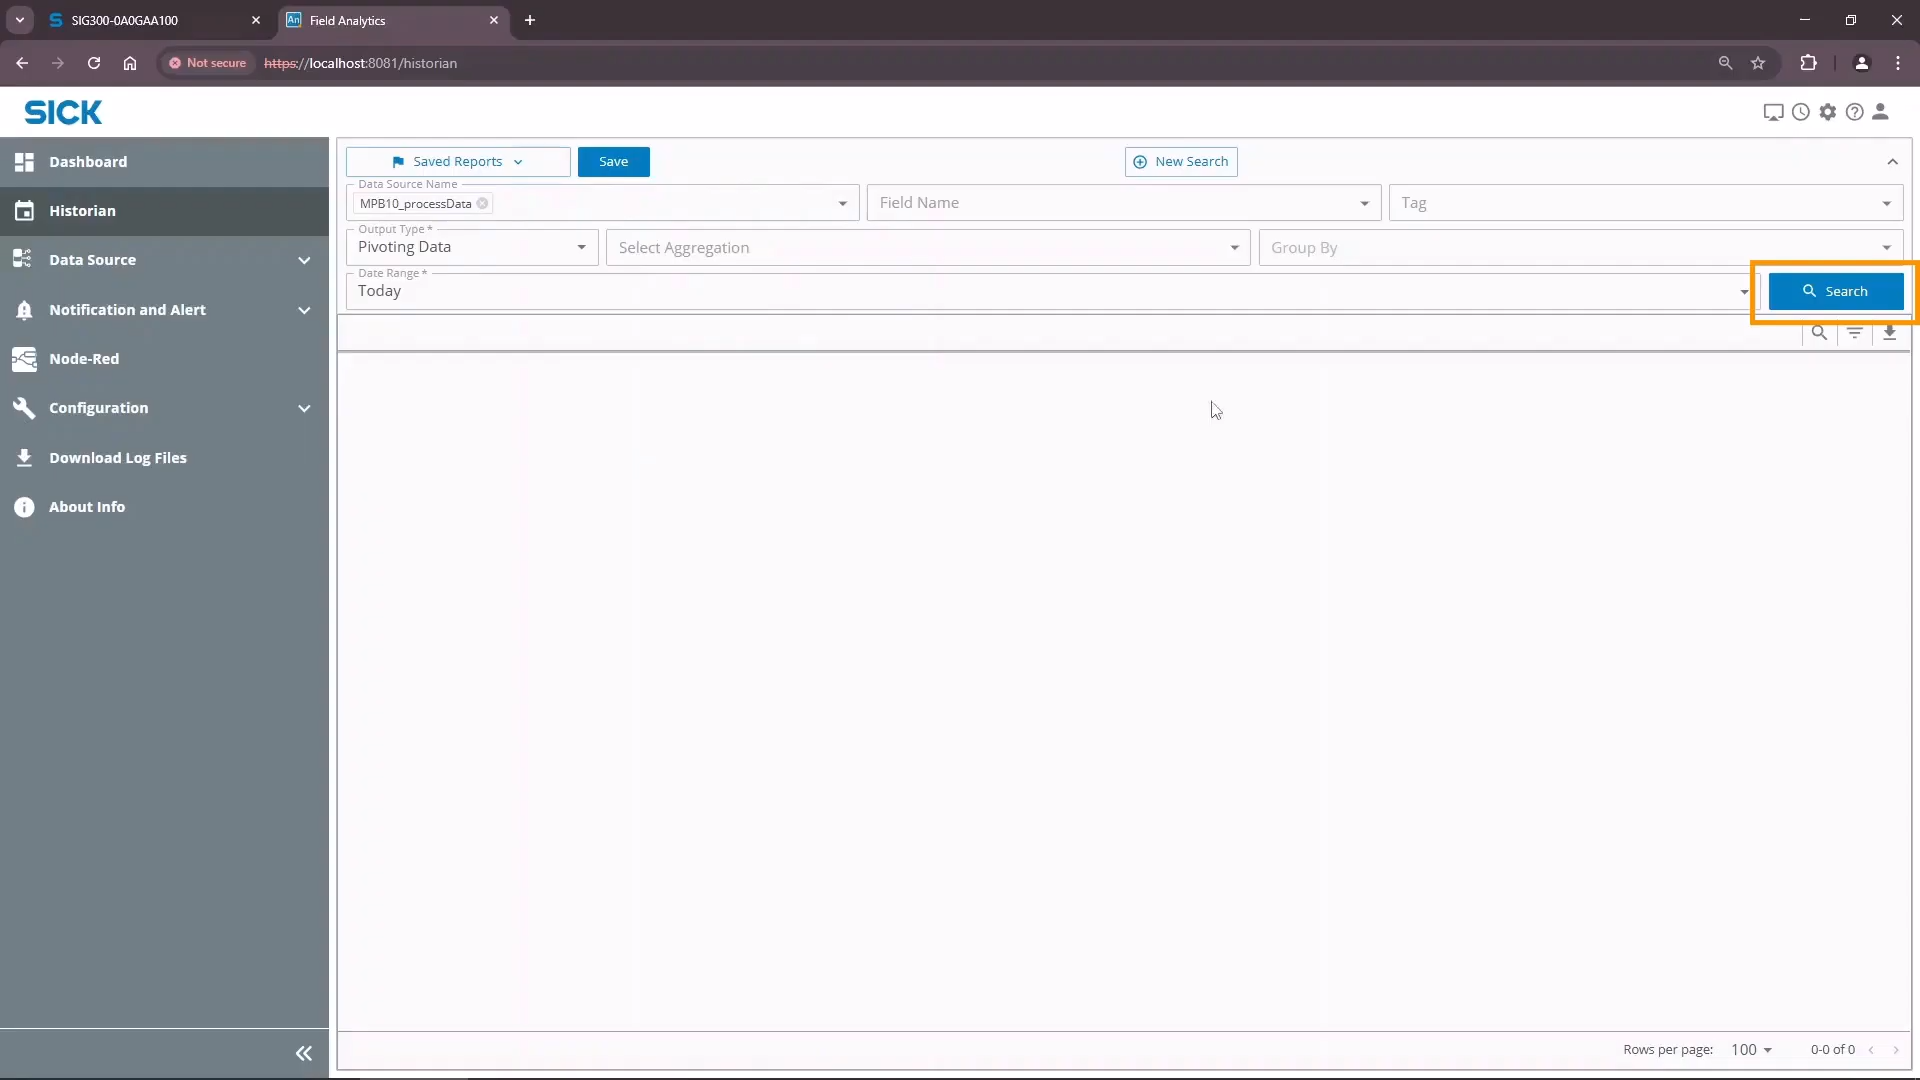 SIG300-0A0GAA100
An Field Analytics
Not secure https://localhost:8081/historian
SICK
Dashboard
Historian
Data Source
Notification and Alert
Node-Red
Configuration
Download Log Files
About Info
Saved Reports Save New Search
Data Source Name
MPB10_processData Field Name Tag
Output Type *
Pivoting Data Select Aggregation Group By
Date Range *
Today Search
Rows per page: 100 0-0 of 0